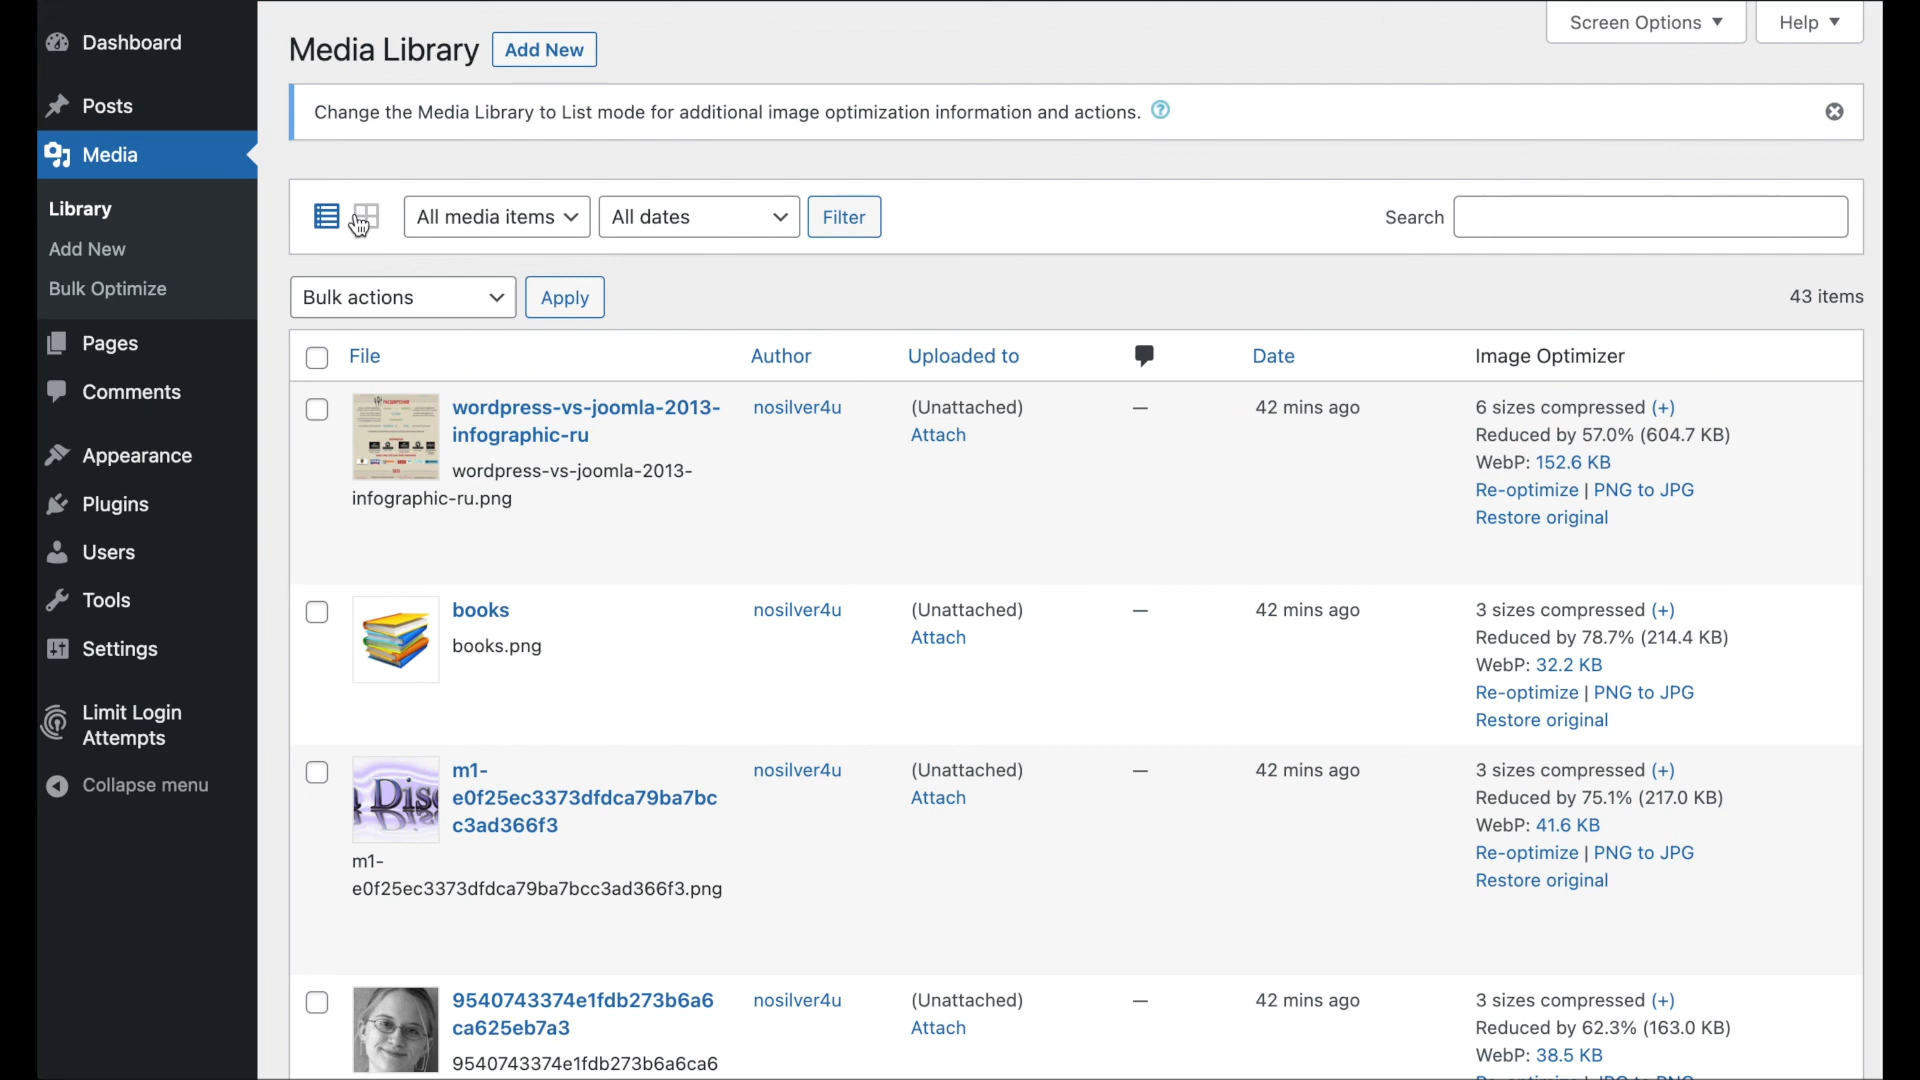 Dashboard
Posts
Media
Library
Add New
Bulk Optimize
Pages
Comments
Appearance
Plugins
Users
Tools
Settings
Limit Login
Attempts
Collapse menu
Screen Options
Help
Media Library
Add New
Change the Media Library to List mode for additional image optimization information and actions.
All media items
All dates
Filter
Search
Bulk actions
Apply
43 items
File
Author
Uploaded to
Date
Image Optimizer
wordpress-vs-joomla-2013-
infographic-ru
wordpress-vs-joomla-2013-
infographic-ru.png
nosilver4u
(Unattached)
Attach
—
42 mins ago
6 sizes compressed (+)
Reduced by 57.0% (604.7 KB)
WebP: 152.6 KB
Re-optimize | PNG to JPG
Restore original
books
books.png
nosilver4u
(Unattached)
Attach
—
42 mins ago
3 sizes compressed (+)
Reduced by 78.7% (214.4 KB)
WebP: 32.2 KB
Re-optimize | PNG to JPG
Restore original
m1-
e0f25ec3373dfdca79ba7bc
c3ad366f3
m1-
e0f25ec3373dfdca79ba7bcc3ad366f3.png
nosilver4u
(Unattached)
Attach
—
42 mins ago
3 sizes compressed (+)
Reduced by 75.1% (217.0 KB)
WebP: 41.6 KB
Re-optimize | PNG to JPG
Restore original
9540743374e1fdb273b6a6
ca625eb7a3
9540743374e1fdb273b6a6ca6
nosilver4u
(Unattached)
Attach
—
42 mins ago
3 sizes compressed (+)
Reduced by 62.3% (163.0 KB)
WebP: 38.5 KB